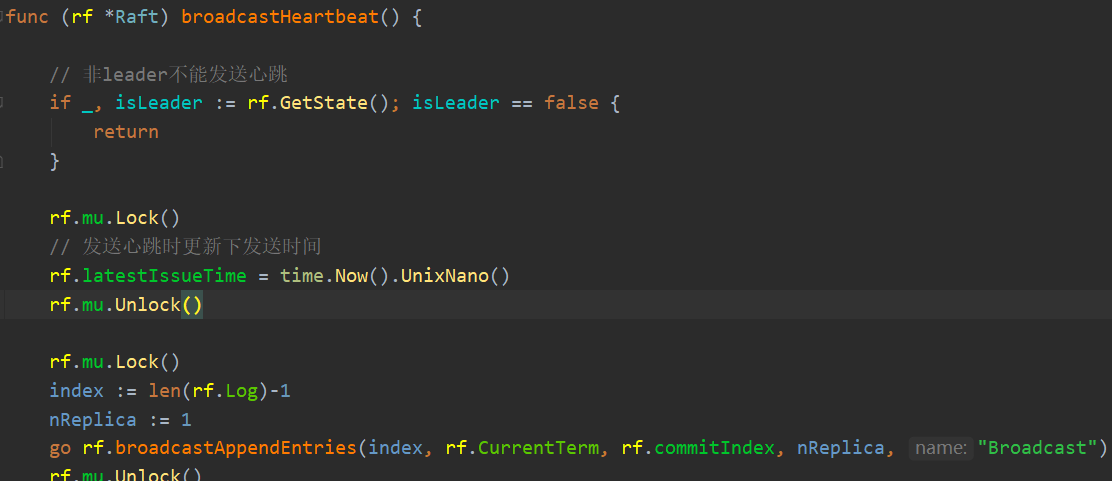 func (rf *Raft) broadcastHeartbeat() {
// 非leader不能发送心跳
if _, isLeader := rf.GetState(); isLeader == false {
return
}
rf.mu.Lock()
// 发送心跳时更新下发送时间
rf.latestIssueTime = time.Now().UnixNano()
rf.mu.Unlock()
rf.mu.Lock()
index := len(rf.Log)-1
nReplica := 1
go rf.broadcastAppendEntries(index, rf.CurrentTerm, rf.commitIndex, nReplica, name: "Broadcast")
rf.mu.Unlock()